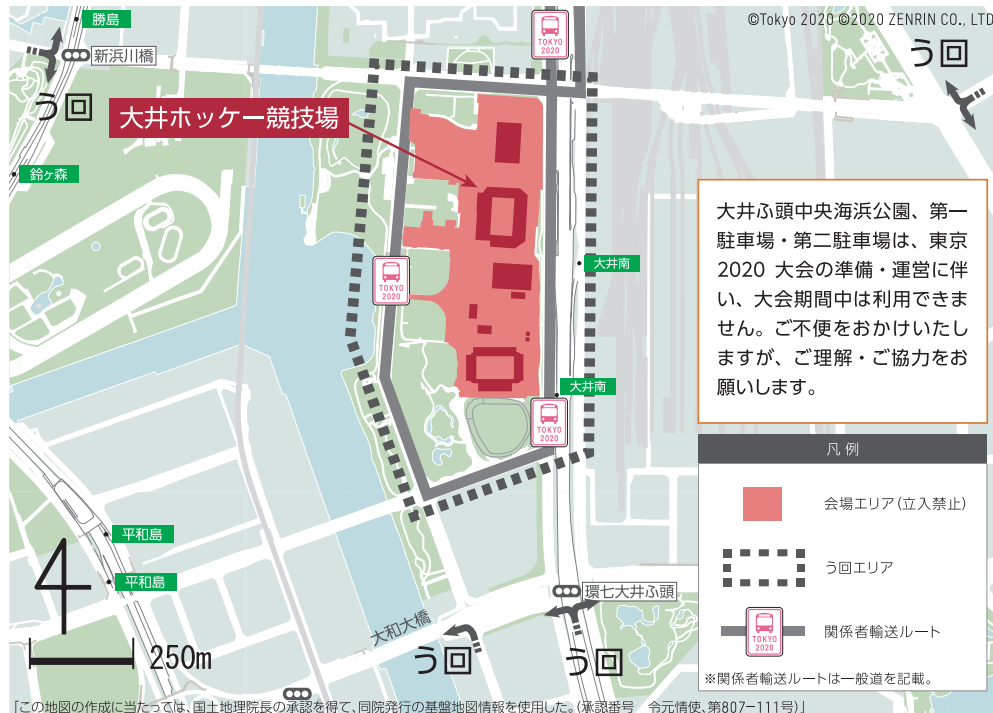 ©Tokyo 2020 ©2020 ZENRIN CO., LTD
勝島
TOKYO
2020
新浜川橋
う回
う回
大井ホッケー競技場
鈴ヶ森
大井ふ頭中央海浜公園、第一
駐車場・第二駐車場は、東京
2020 大会の準備・運営に伴
い、大会期間中は利用できま
せん。ご不便をおかけいたし
ますが、ご理解・ご協力をお
願いします。
大井南
TOKYO
2020
大井南
TOKYO
2020
凡例
会場エリア(立入禁止)
う回エリア
TOKYO
2020
関係者輸送ルート
※関係者輸送ルートは一般道を記載。
平和島
平和島
環七大井ふ頭
大和大橋
う回
う回
4
250m
「この地図の作成に当たっては、国土地理院長の承認を得て、同院発行の基盤地図情報を使用した。(承認番号　令元情使、第807-111号)」